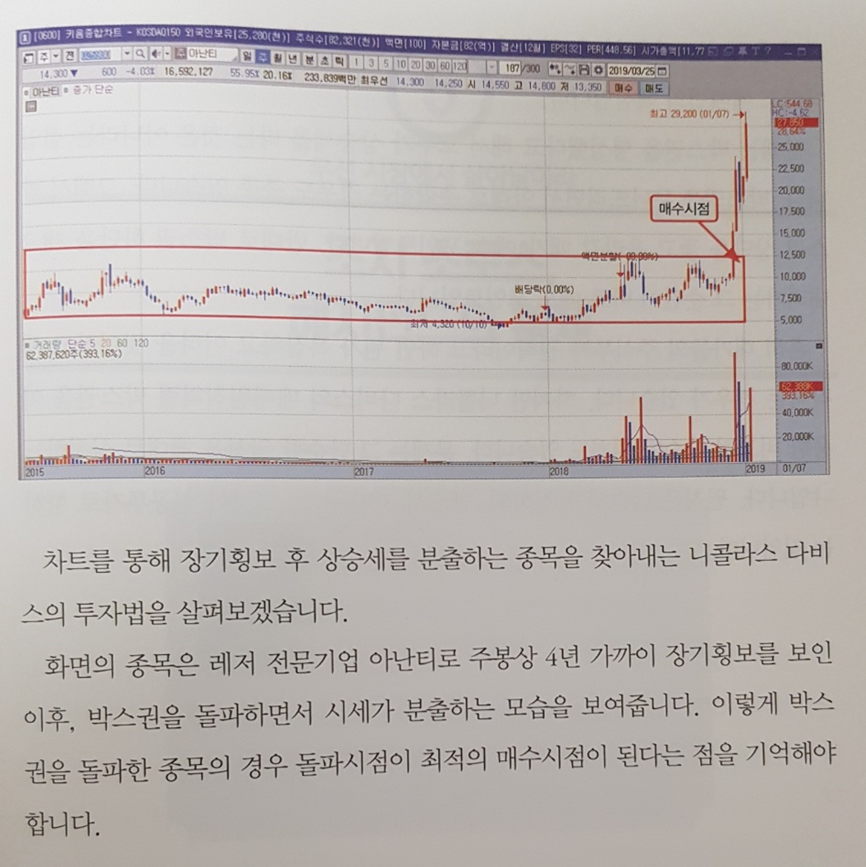 [0600] 키움종합차트 - KOSDAQ150 외국인보유[25,280(천)] 주식수[82,321(천)] 액면[100] 자본금[82(억)] 결산[12월] EPS[32] PER[448.56] 시가총액[11,77
주 전 아난티 일 주 월 년 분 초 틱 1 3 5 10 20 30 60 120 187/300 2019/03/25
14,300▼ 600 -4.03% 16,592,127 55.95% 20.16% 233,839백만 최우선 14,300 14,250 시 14,550 고 14,800 저 13,350 매수 매도
아난티 종가 단순
최고 29,200 (01/07)
LC:544.68
HC:-4.62
27,850
28.64%
25,000
22,500
20,000
17,500
15,000
12,500
10,000
7,500
5,000
매수시점
액면분할
배당락(0.00%)
최저 4,320 (10/10)
거래량 단순 5 20 60 120
62,387,620주(393.16%)
80,000K
62,388K
393.16%
40,000K
20,000K
2015 2016 2017 2018 2019 01/07
차트를 통해 장기횡보 후 상승세를 분출하는 종목을 찾아내는 니콜라스 다비
스의 투자법을 살펴보겠습니다.
화면의 종목은 레저 전문기업 아난티로 주봉상 4년 가까이 장기횡보를 보인
이후, 박스권을 돌파하면서 시세가 분출하는 모습을 보여줍니다. 이렇게 박스
권을 돌파한 종목의 경우 돌파시점이 최적의 매수시점이 된다는 점을 기억해야
합니다.